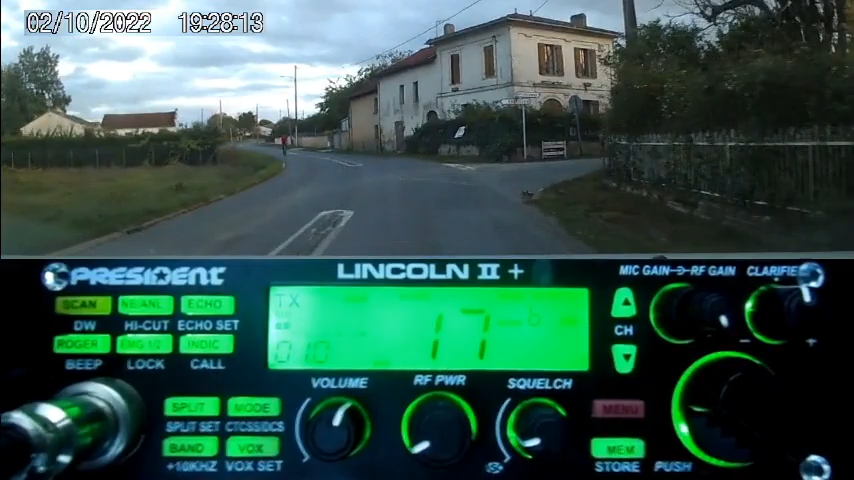 02/10/2022 19:28:13
PRESIDENT LINCOLN II +
MIC GAIN RF GAIN CLARIFIER
SCAN NB/ANL ECHO
DW HI-CUT ECHO SET
ROGER EMG 1/2 INDIC
BEEP LOCK CALL
TX
17
010
CH
VOLUME RF PWR SQUELCH
SPLIT MODE
SPLIT SET CTCSS/DCS
BAND VOX
+10KHZ VOX SET
MENU
MEM
STORE PUSH